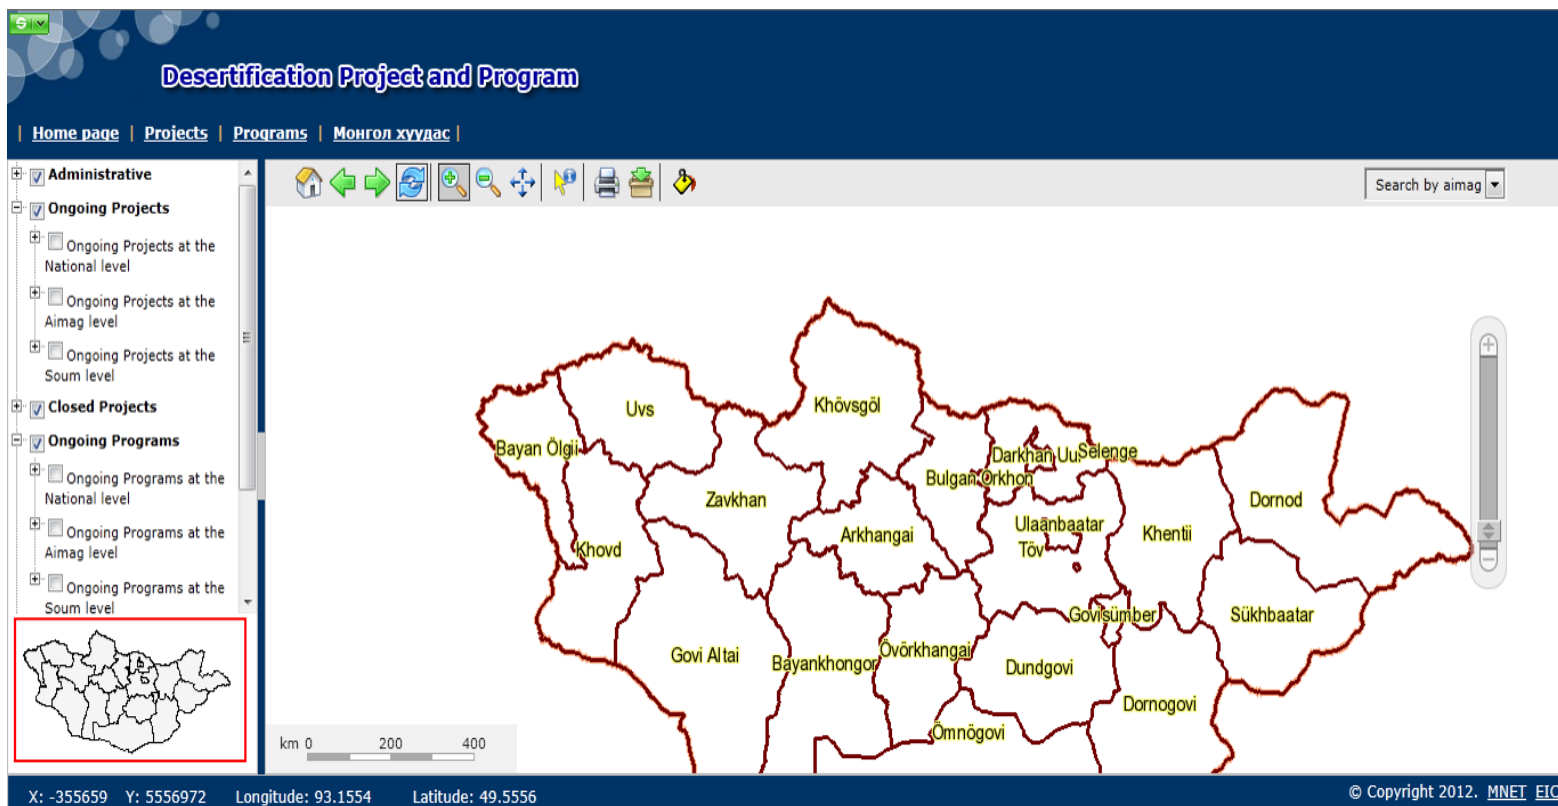 S
Desertification Project and Program
| Home page | Projects | Programs | Монгол хуудас |
Administrative
Ongoing Projects
Ongoing Projects at the
National level
Ongoing Projects at the
Aimag level
Ongoing Projects at the
Soum level
Closed Projects
Ongoing Programs
Ongoing Programs at the
National level
Ongoing Programs at the
Aimag level
Ongoing Programs at the
Soum level
Search by aimag
Uvs
Khövsgöl
Bayan Ölgii
Darkhan Uul
Selenge
Bulgan
Orkhon
Zavkhan
Dornod
Arkhangai
Ulaanbaatar
Khentii
Khovd
Töv
Govisümber
Sükhbaatar
Govi Altai
Bayankhongor
Övörkhangai
Dundgovi
Dornogovi
Ömnögovi
km 0 200 400
X: -355659 Y: 5556972 Longitude: 93.1554 Latitude: 49.5556
© Copyright 2012. MNET EIC